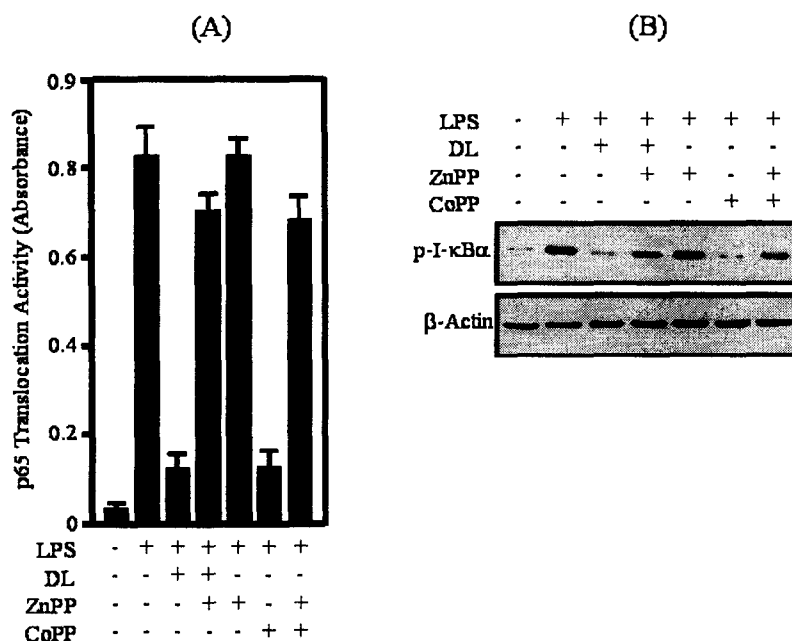 (A)
p65 Translocation Activity (Absorbance)
0.9
0.8
0.6
0.4
0.2
0
LPS - + + + + + +
DL - - + + - - -
ZnPP - - - + + - +
CoPP - - - - - + +
(B)
LPS - + + + + + +
DL - - + + - - -
ZnPP - - - + + - +
CoPP - - - - - + +
p-I-κBα
β-Actin